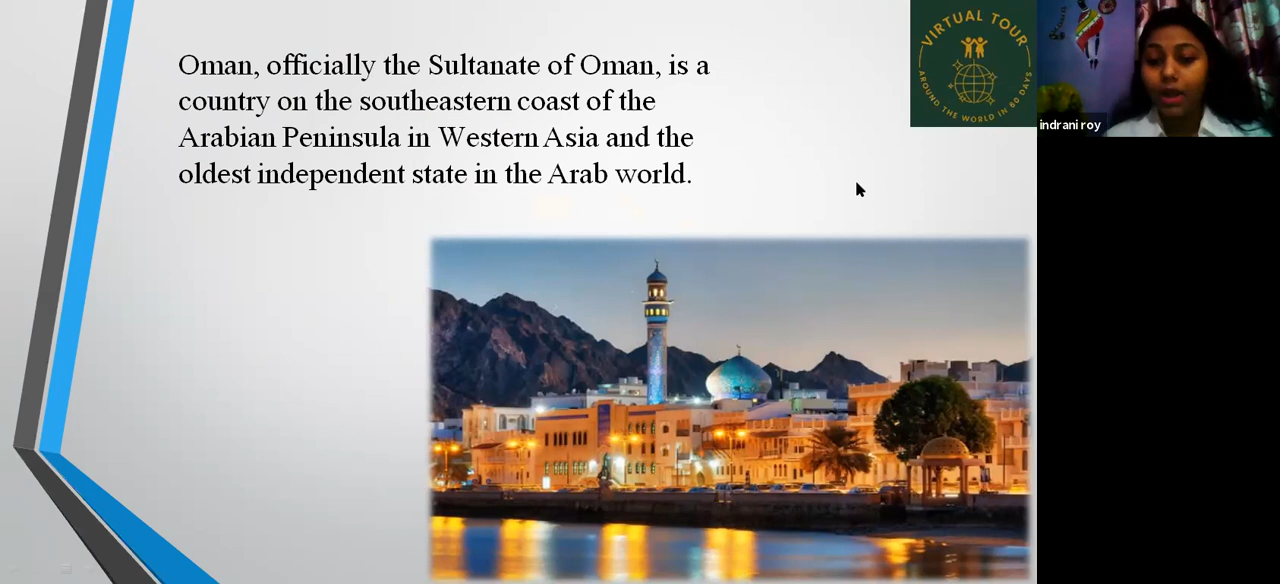 Oman, officially the Sultanate of Oman, is a
country on the southeastern coast of the
Arabian Peninsula in Western Asia and the
oldest independent state in the Arab world.
VIRTUAL TOUR
AROUND THE WORLD IN 80 DAYS
indrani roy